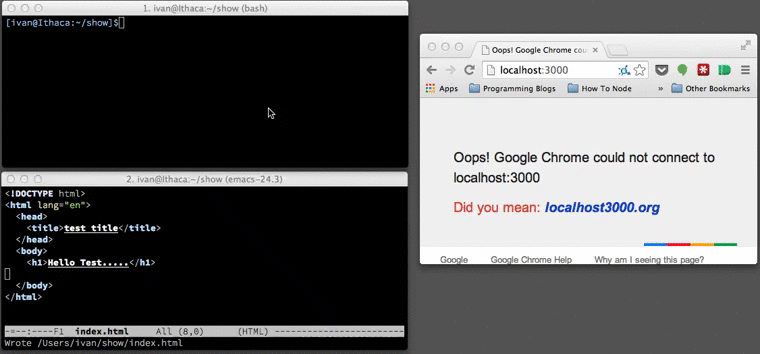 1. ivan@Ithaca:~/show (bash)
[ivan@Ithaca:~/show]$
2. ivan@Ithaca:~/show (emacs-24.3)
<!DOCTYPE html>
<html lang="en">
<head>
<title>test title</title>
</head>
<body>
<h1>Hello Test.....</h1>
</body>
</html>
-=--:----F1 index.html All (8,0) (HTML) ----------------
Wrote /Users/ivan/show/index.html
Oops! Google Chrome cou
localhost:3000
Apps Programming Blogs How To Node » Other Bookmarks
Oops! Google Chrome could not connect to
localhost:3000
Did you mean: localhost3000.org
Google Google Chrome Help Why am I seeing this page?